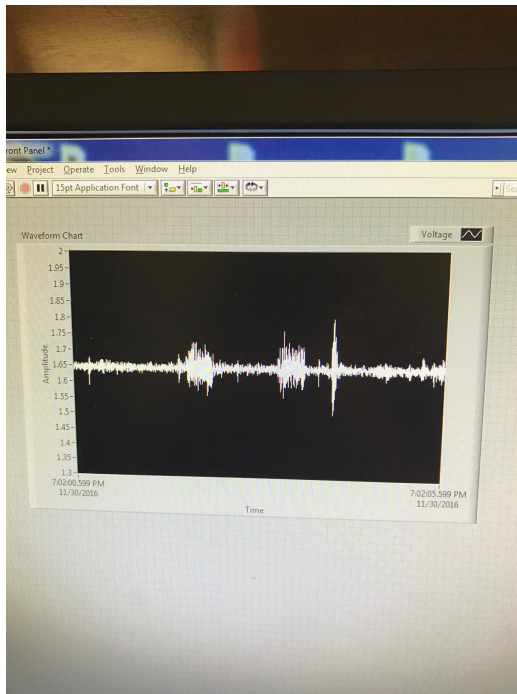 ront Panel *
ew Project Operate Tools Window Help
15pt Application Font
Sea
Waveform Chart
Voltage
2
1.95
1.9
1.85
1.8
1.75
1.7
1.65
1.6
1.55
1.5
1.45
1.4
1.35
1.3
Amplitude
7:02:00.599 PM
11/30/2016
7:02:05.599 PM
11/30/2016
Time